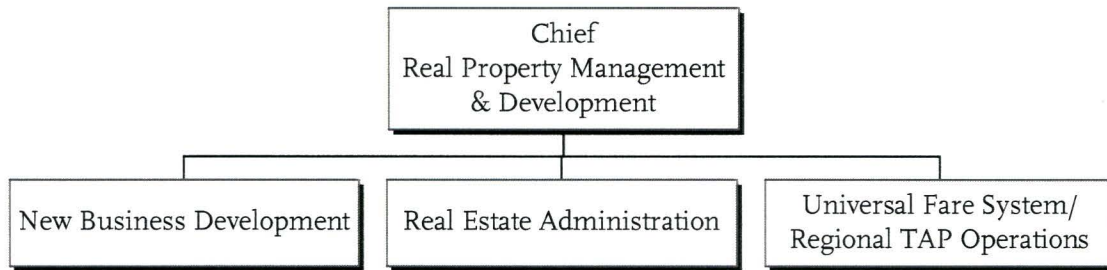 Chief
Real Property Management
& Development
New Business Development
Real Estate Administration
Universal Fare System/
Regional TAP Operations